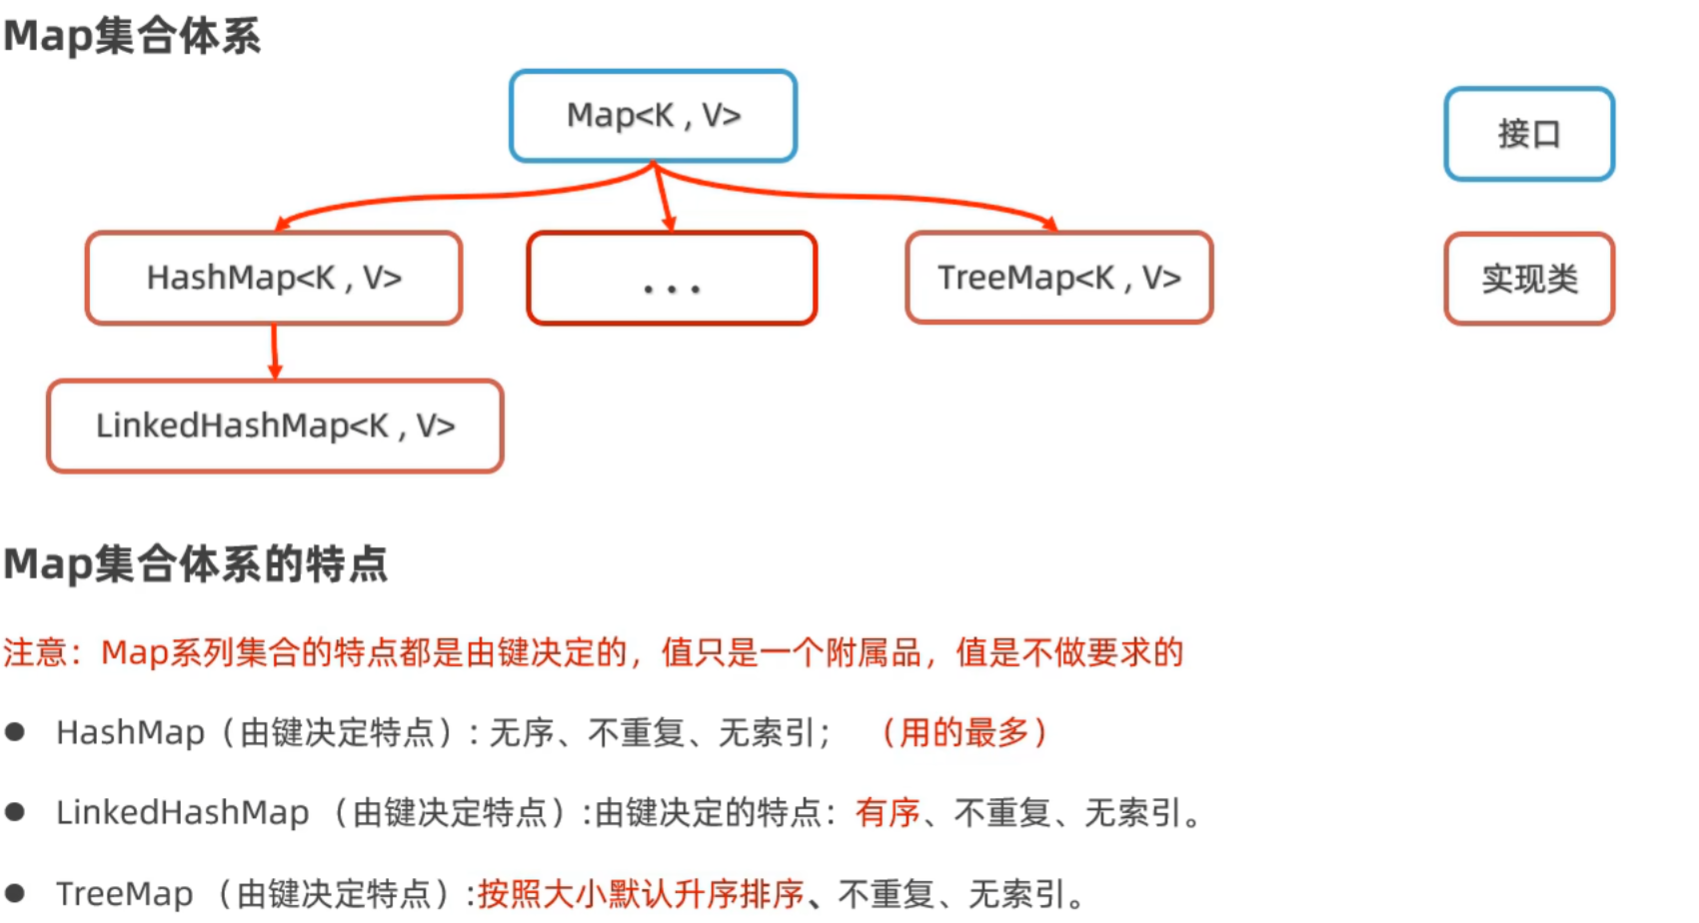 Map集合体系
Map<K , V>
接口
HashMap<K , V>
...
TreeMap<K , V>
实现类
LinkedHashMap<K , V>
Map集合体系的特点
注意：Map系列集合的特点都是由键决定的，值只是一个附属品，值是不做要求的
● HashMap（由键决定特点）: 无序、不重复、无索引； （用的最多）
● LinkedHashMap （由键决定特点）:由键决定的特点：有序、不重复、无索引。
● TreeMap （由键决定特点）:按照大小默认升序排序、不重复、无索引。